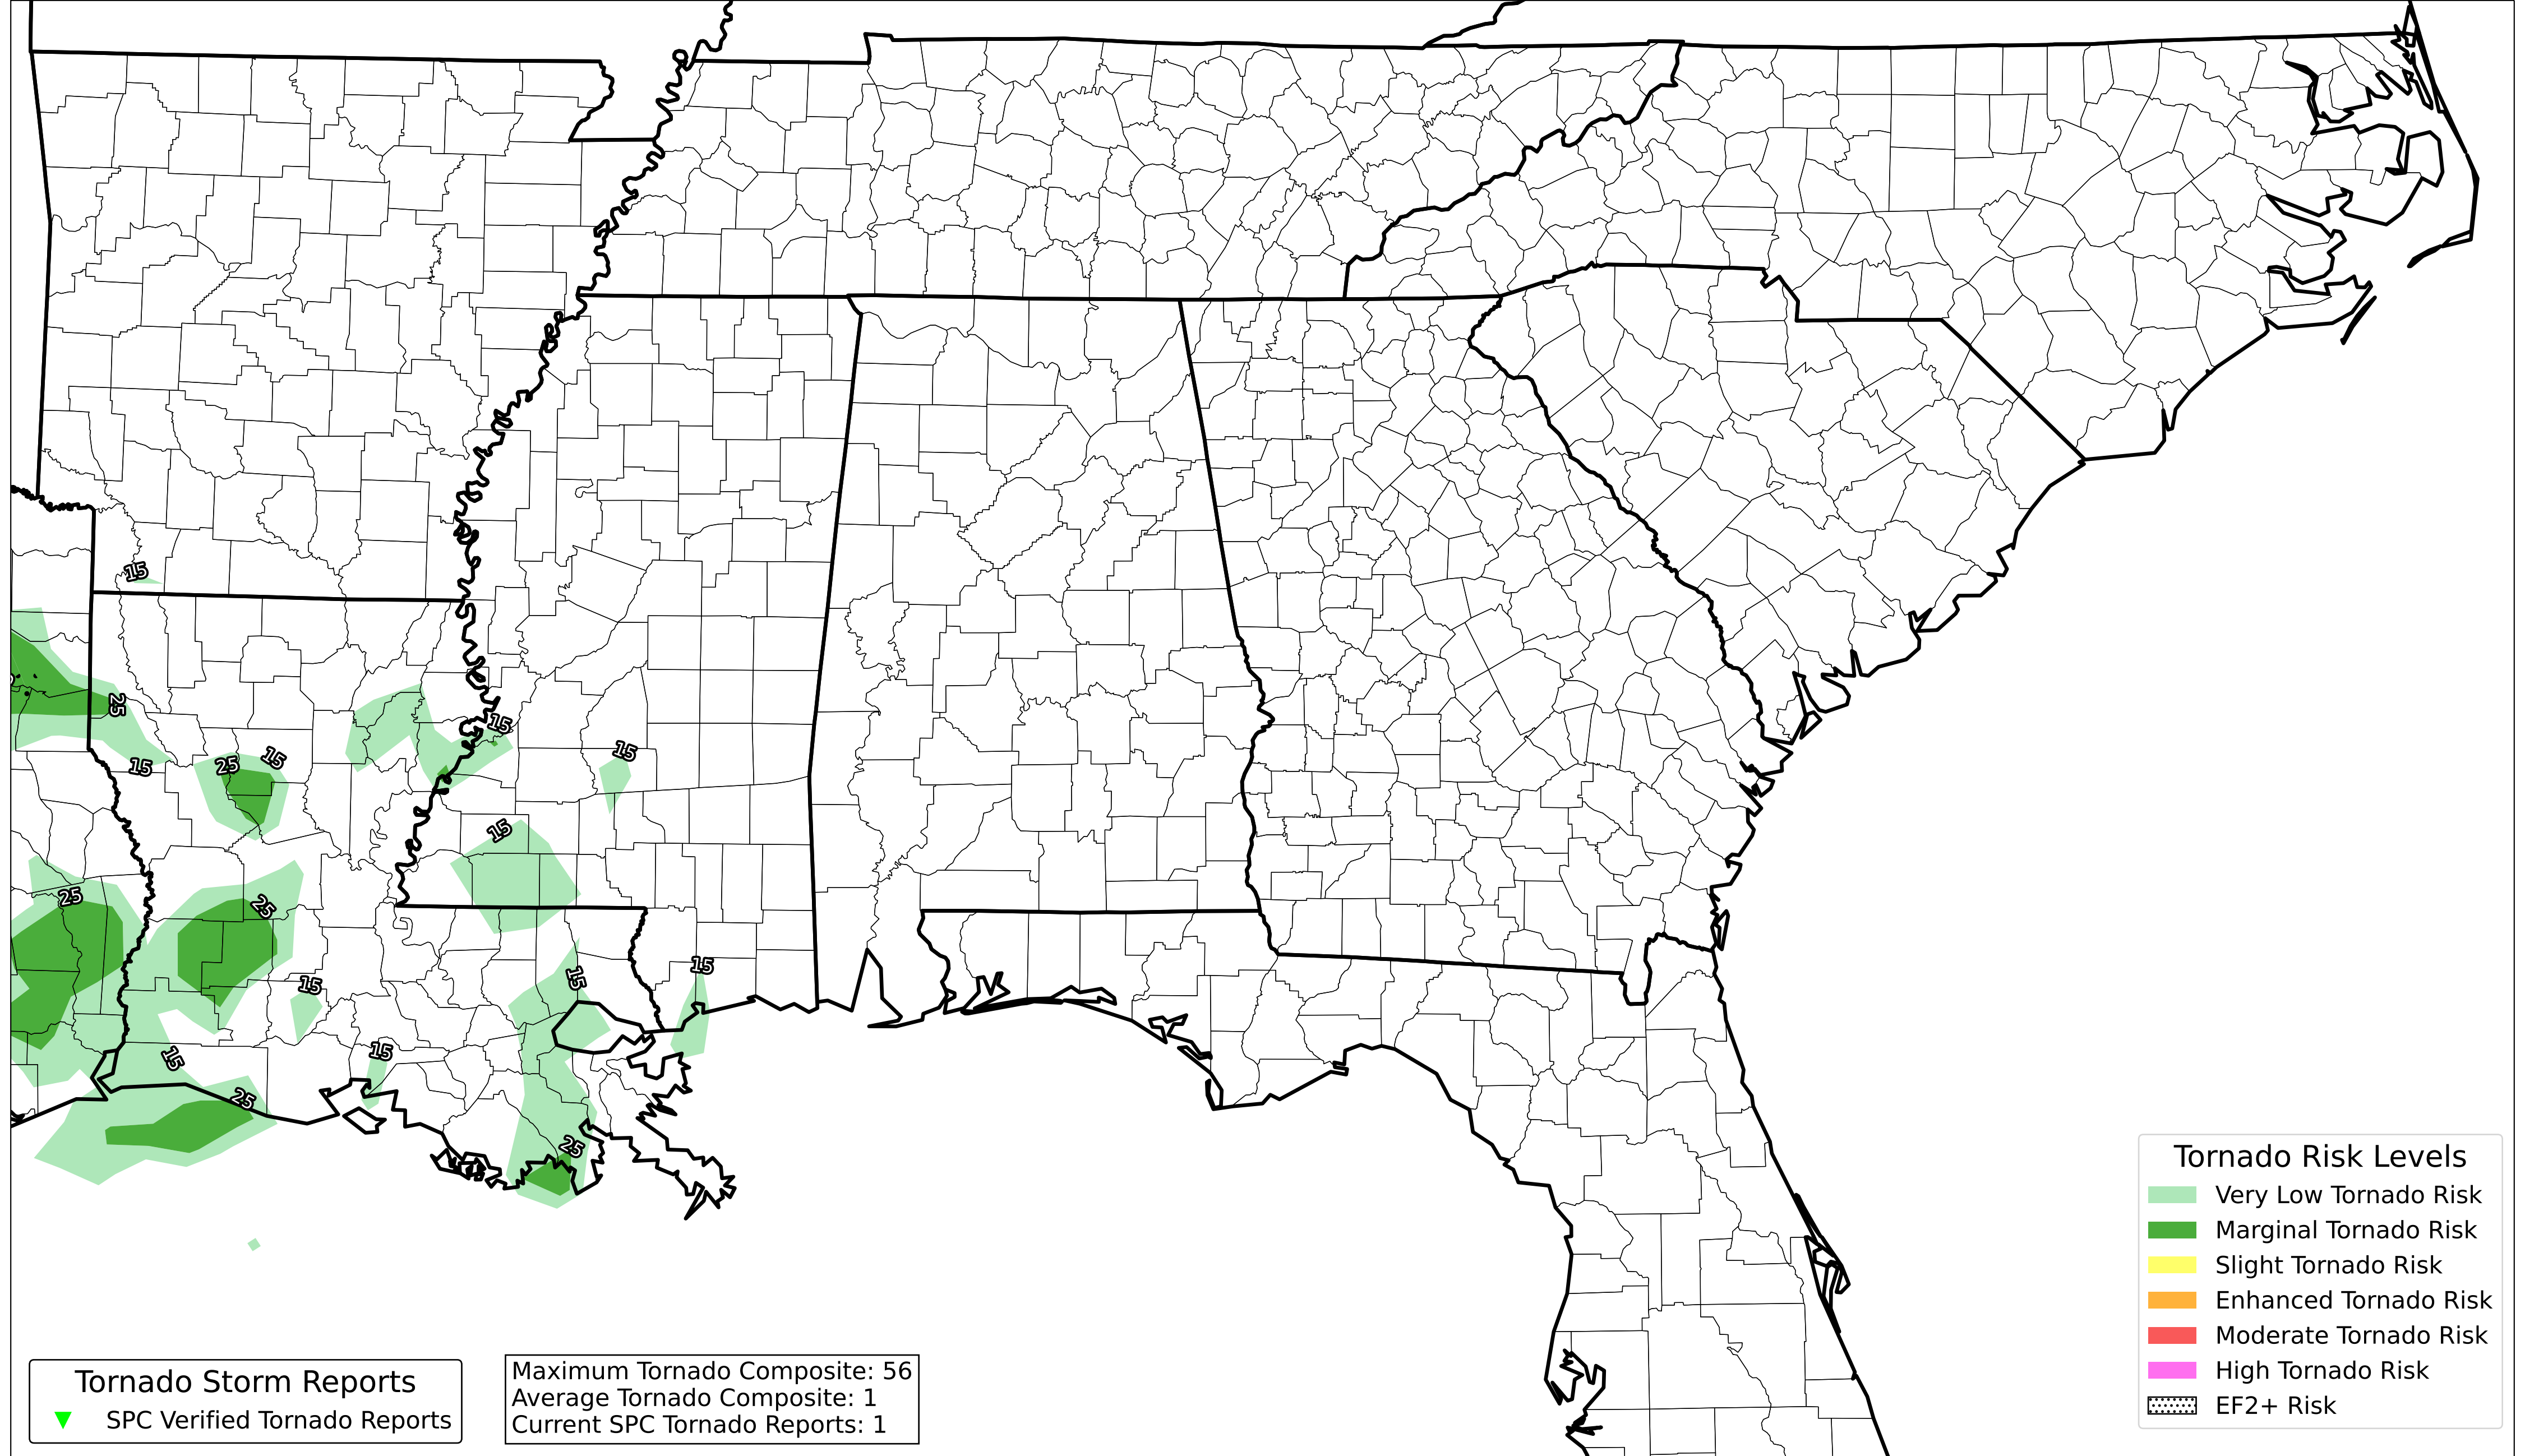 15
25
15
15
25
15
15
15
25
25
15
15
15
15
15
25
25
Tornado Risk Levels
Very Low Tornado Risk
Marginal Tornado Risk
Slight Tornado Risk
Enhanced Tornado Risk
Moderate Tornado Risk
High Tornado Risk
EF2+ Risk
Tornado Storm Reports
SPC Verified Tornado Reports
Maximum Tornado Composite: 56
Average Tornado Composite: 1
Current SPC Tornado Reports: 1